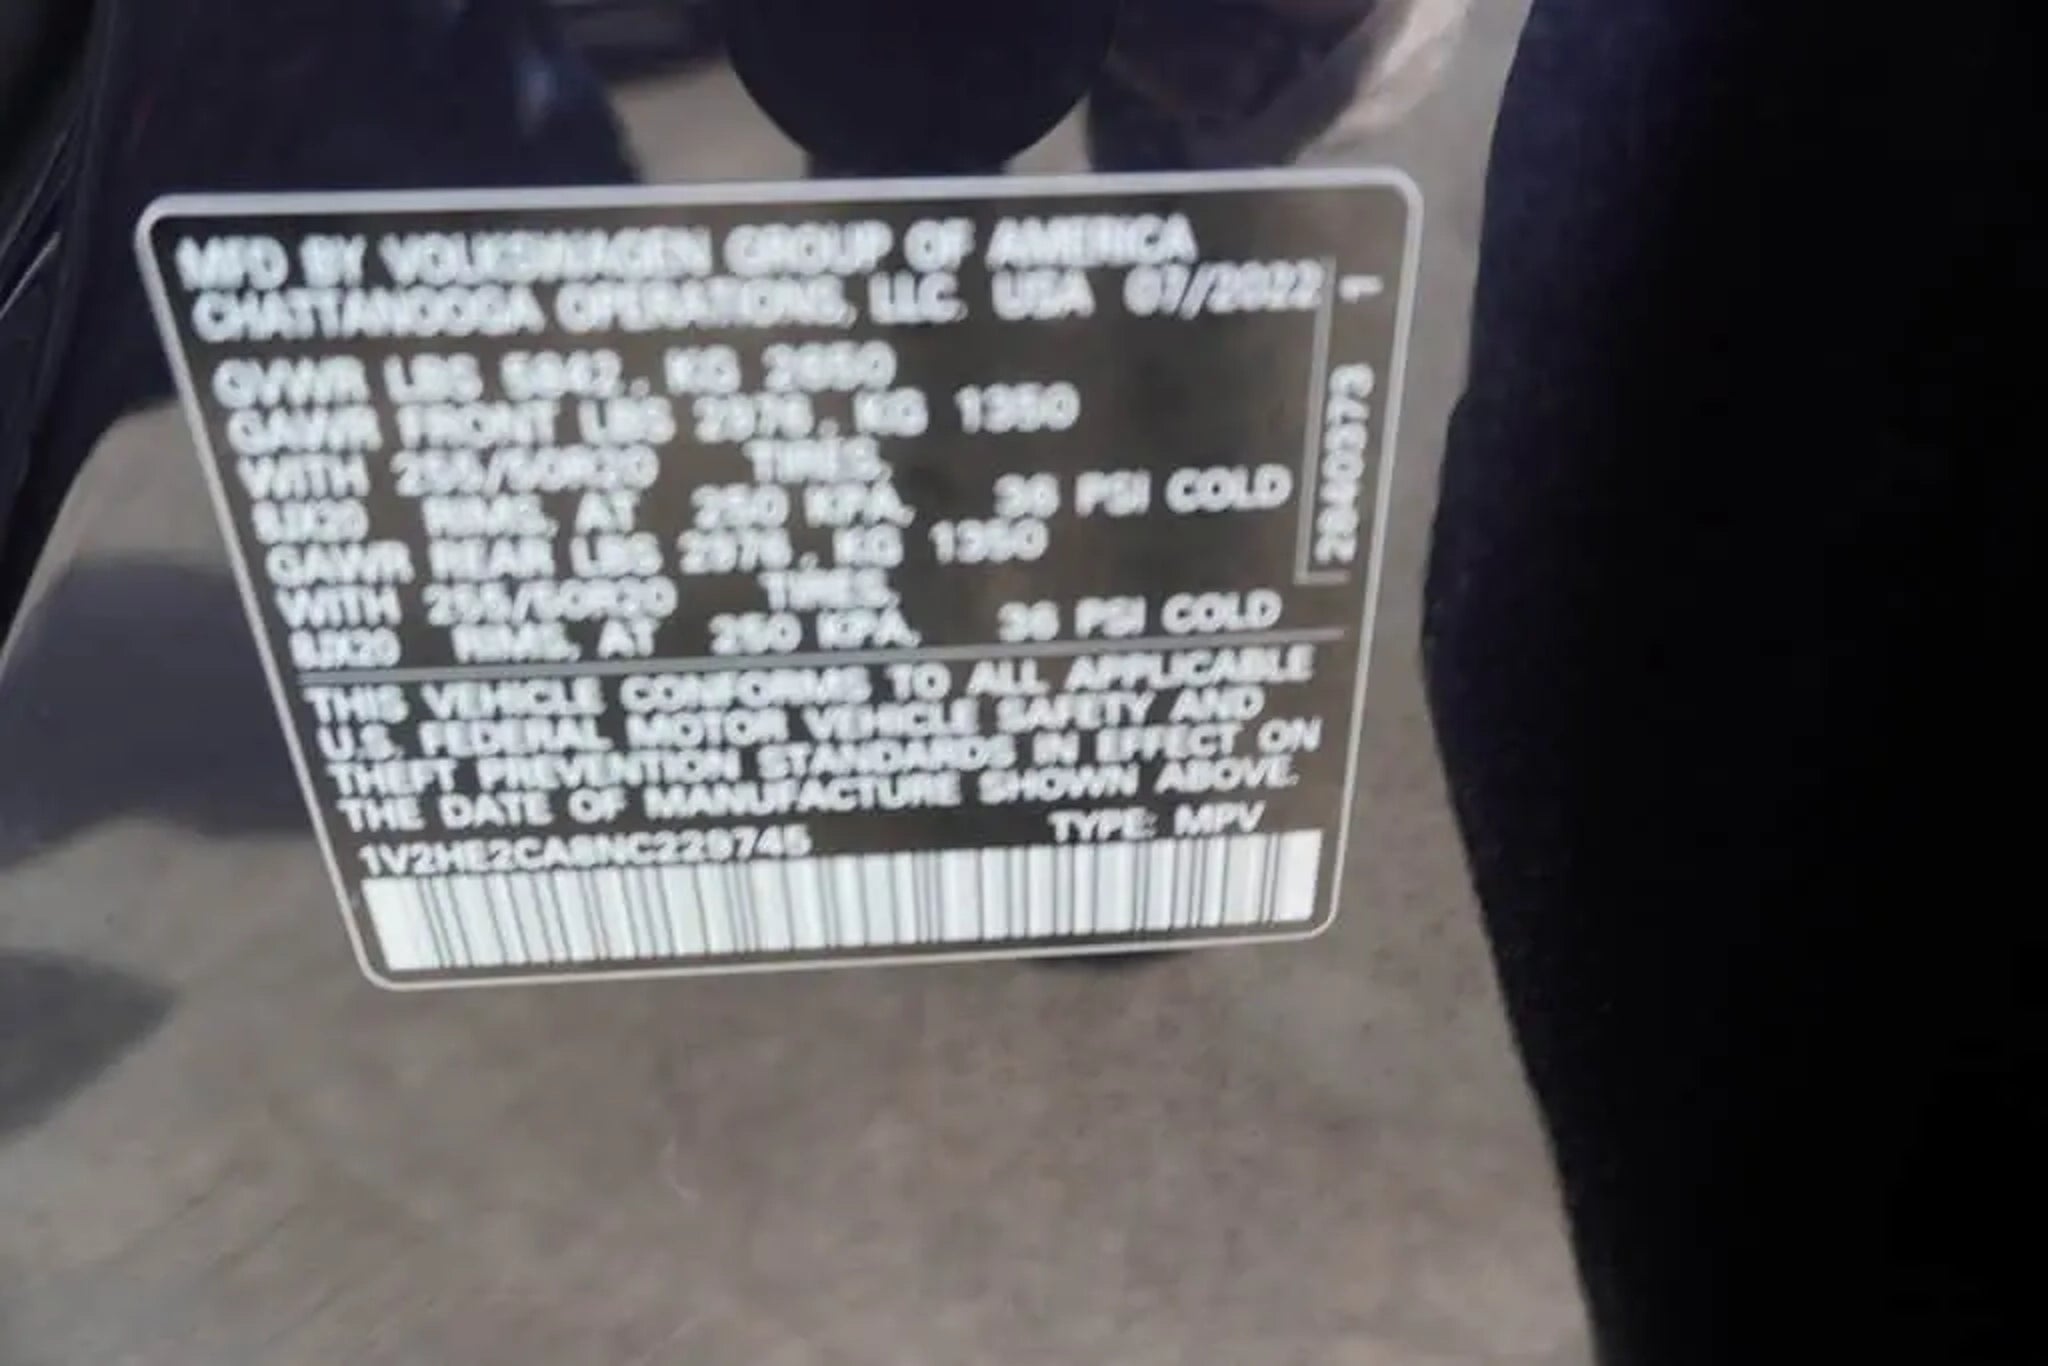 MFD BY VOLKSWAGEN GROUP OF AMERICA
CHATTANOOGA OPERATIONS, LLC. USA 07/2022
GVWR LBS 5842, KG 2650
GAWR FRONT LBS 2976, KG 1350
WITH 255/50R20 TIRES,
8JX20 RIMS, AT 250 KPA, 36 PSI COLD
GAWR REAR LBS 2976, KG 1350
WITH 255/50R20 TIRES,
8JX20 RIMS, AT 250 KPA, 36 PSI COLD
THIS VEHICLE CONFORMS TO ALL APPLICABLE
U.S. FEDERAL MOTOR VEHICLE SAFETY AND
THEFT PREVENTION STANDARDS IN EFFECT ON
THE DATE OF MANUFACTURE SHOWN ABOVE.
1V2HE2CA8NC229745 TYPE: MPV
1